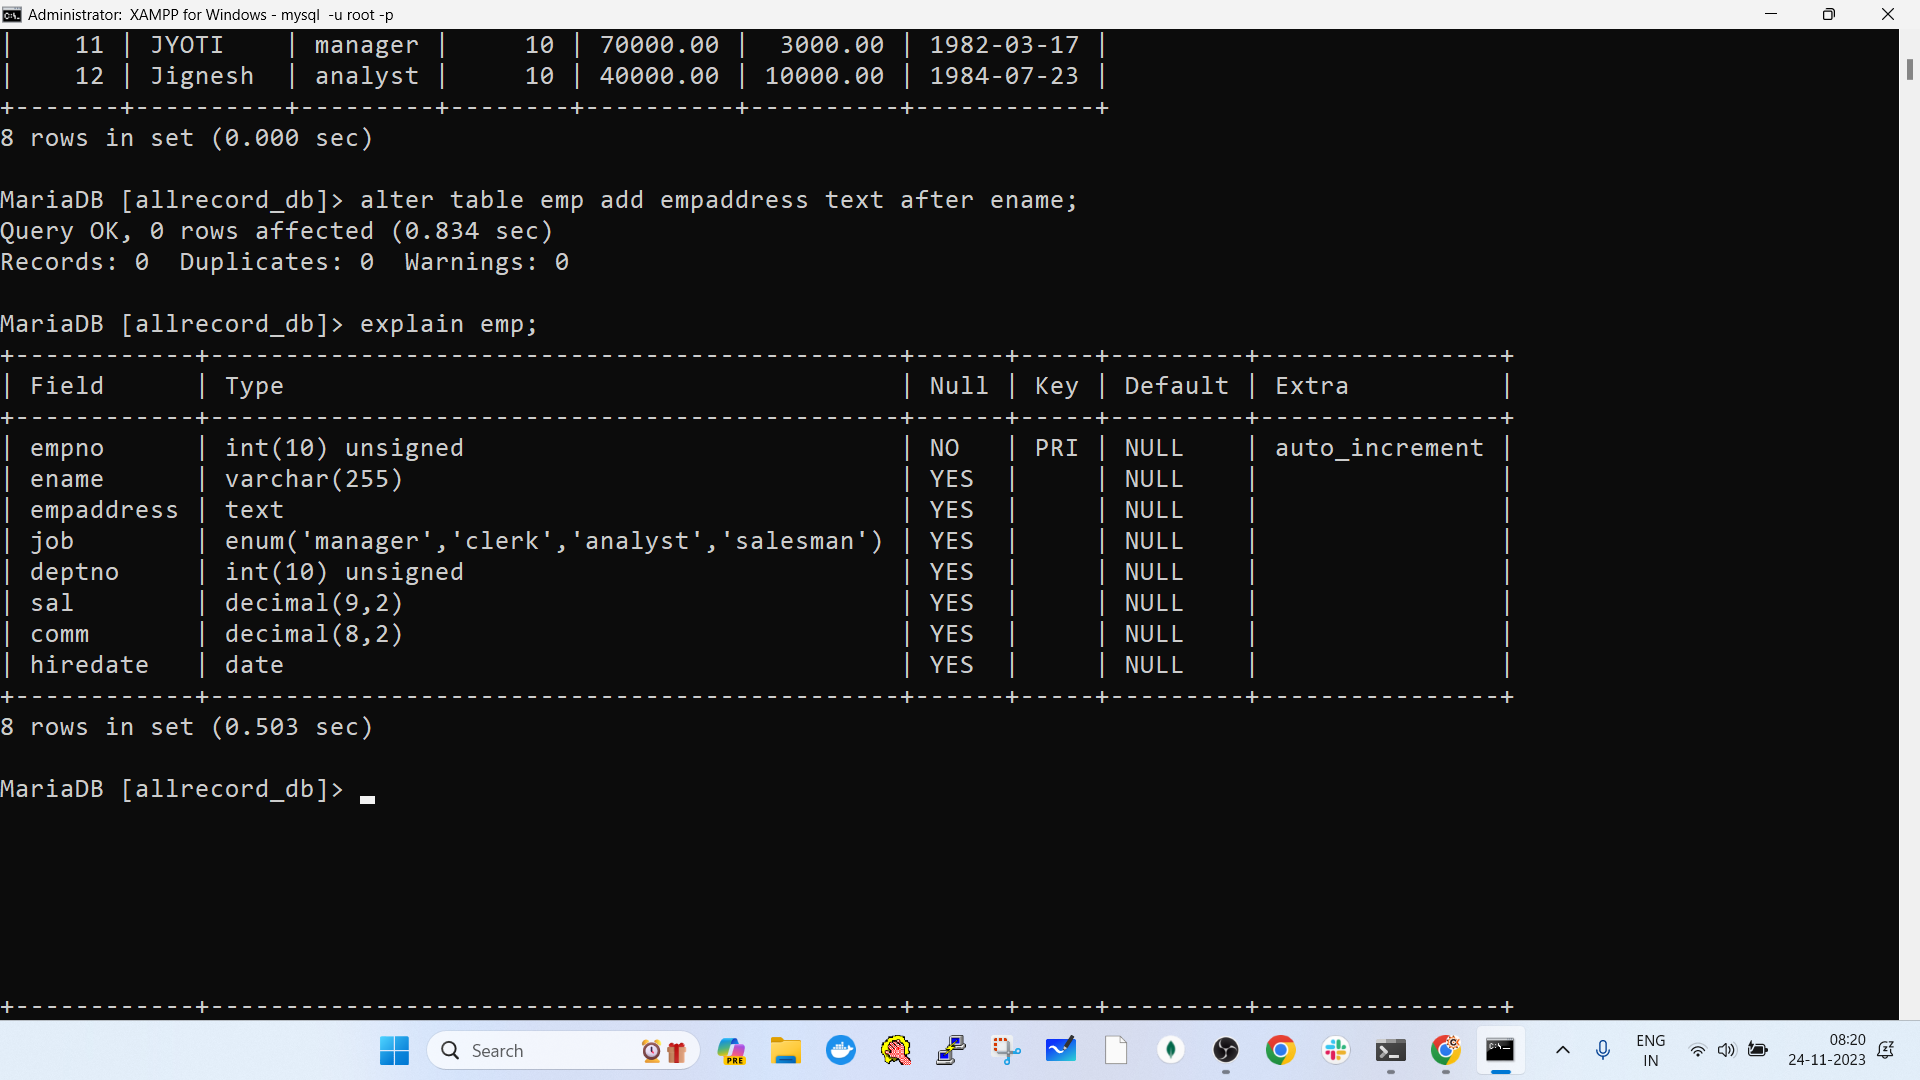 Administrator: XAMPP for Windows - mysql -u root -p
|    11 | JYOTI    | manager |     10 | 70000.00 |  3000.00 | 1982-03-17 |
|    12 | Jignesh  | analyst |     10 | 40000.00 | 10000.00 | 1984-07-23 |
+-------+----------+---------+--------+----------+----------+------------+
8 rows in set (0.000 sec)
MariaDB [allrecord_db]> alter table emp add empaddress text after ename;
Query OK, 0 rows affected (0.834 sec)
Records: 0  Duplicates: 0  Warnings: 0
MariaDB [allrecord_db]> explain emp;
+------------+----------------------------------------------+------+-----+---------+----------------+
| Field      | Type                                         | Null | Key | Default | Extra          |
+------------+----------------------------------------------+------+-----+---------+----------------+
| empno      | int(10) unsigned                             | NO   | PRI | NULL    | auto_increment |
| ename      | varchar(255)                                 | YES  |     | NULL    |                |
| empaddress | text                                         | YES  |     | NULL    |                |
| job        | enum('manager','clerk','analyst','salesman') | YES  |     | NULL    |                |
| deptno     | int(10) unsigned                             | YES  |     | NULL    |                |
| sal        | decimal(9,2)                                 | YES  |     | NULL    |                |
| comm       | decimal(8,2)                                 | YES  |     | NULL    |                |
| hiredate   | date                                         | YES  |     | NULL    |                |
+------------+----------------------------------------------+------+-----+---------+----------------+
8 rows in set (0.503 sec)
MariaDB [allrecord_db]>
+------------+----------------------------------------------+------+-----+---------+----------------+
Search
PRE
ENG
IN
08:20
24-11-2023